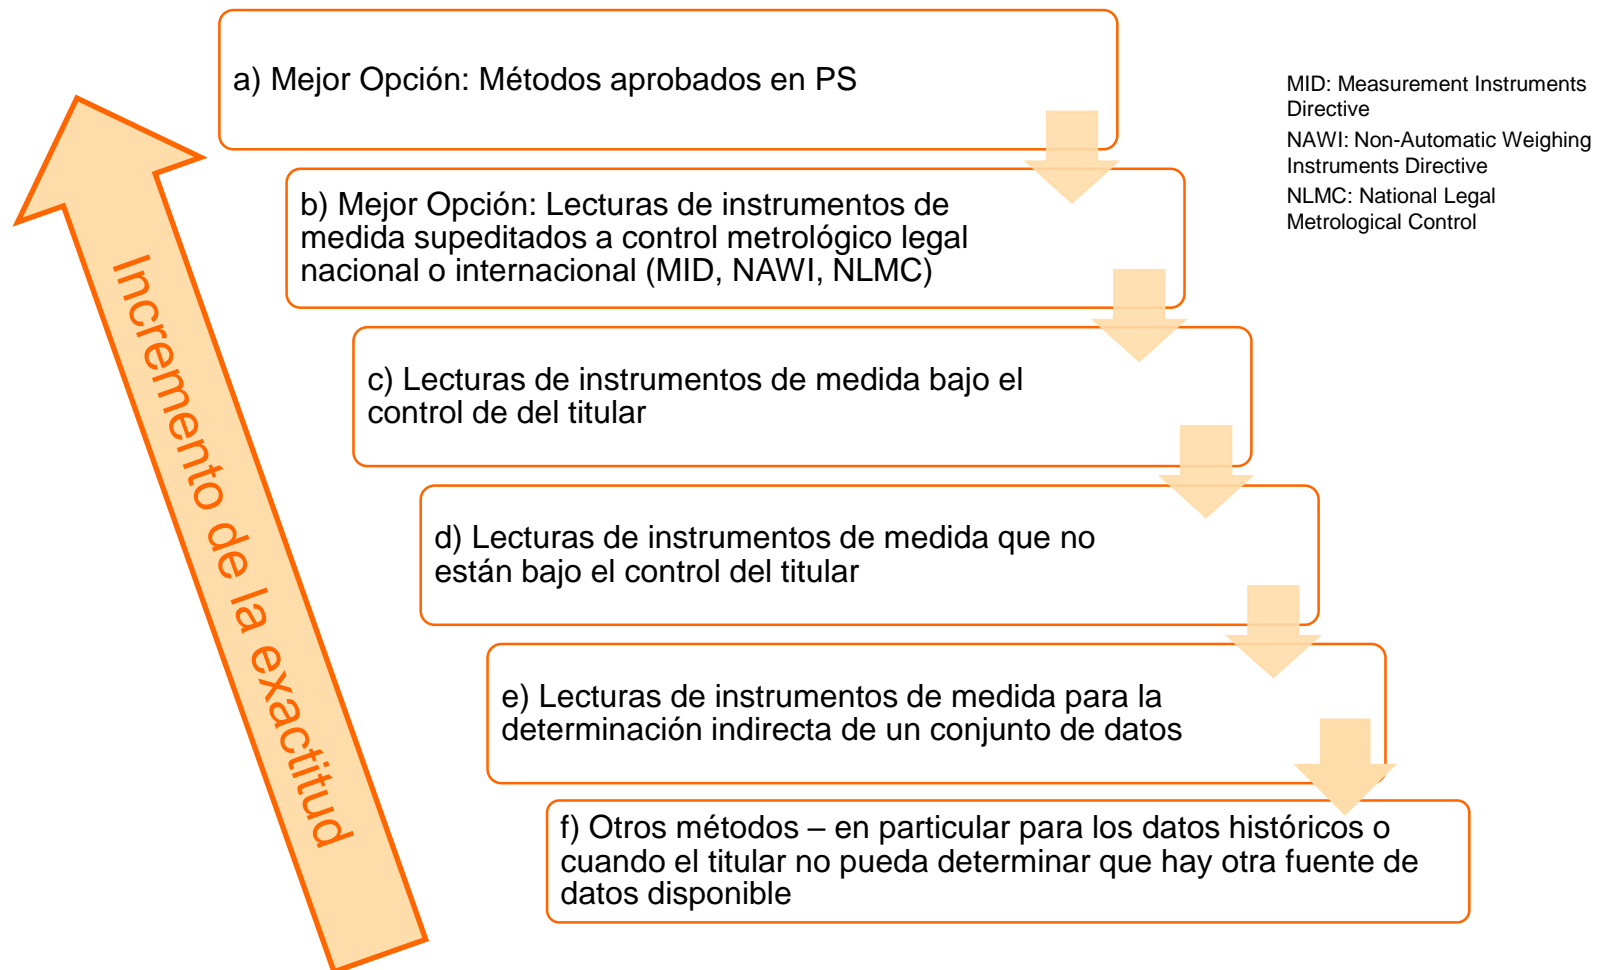 a) Mejor Opción: Métodos aprobados en PS
MID: Measurement Instruments
Directive
NAWI: Non-Automatic Weighing
Instruments Directive
NLMC: National Legal
Metrological Control
b) Mejor Opción: Lecturas de instrumentos de
medida supeditados a control metrológico legal
nacional o internacional (MID, NAWI, NLMC)
c) Lecturas de instrumentos de medida bajo el
control de del titular
d) Lecturas de instrumentos de medida que no
están bajo el control del titular
e) Lecturas de instrumentos de medida para la
determinación indirecta de un conjunto de datos
f) Otros métodos – en particular para los datos históricos o
cuando el titular no pueda determinar que hay otra fuente de
datos disponible
Incremento de la exactitud